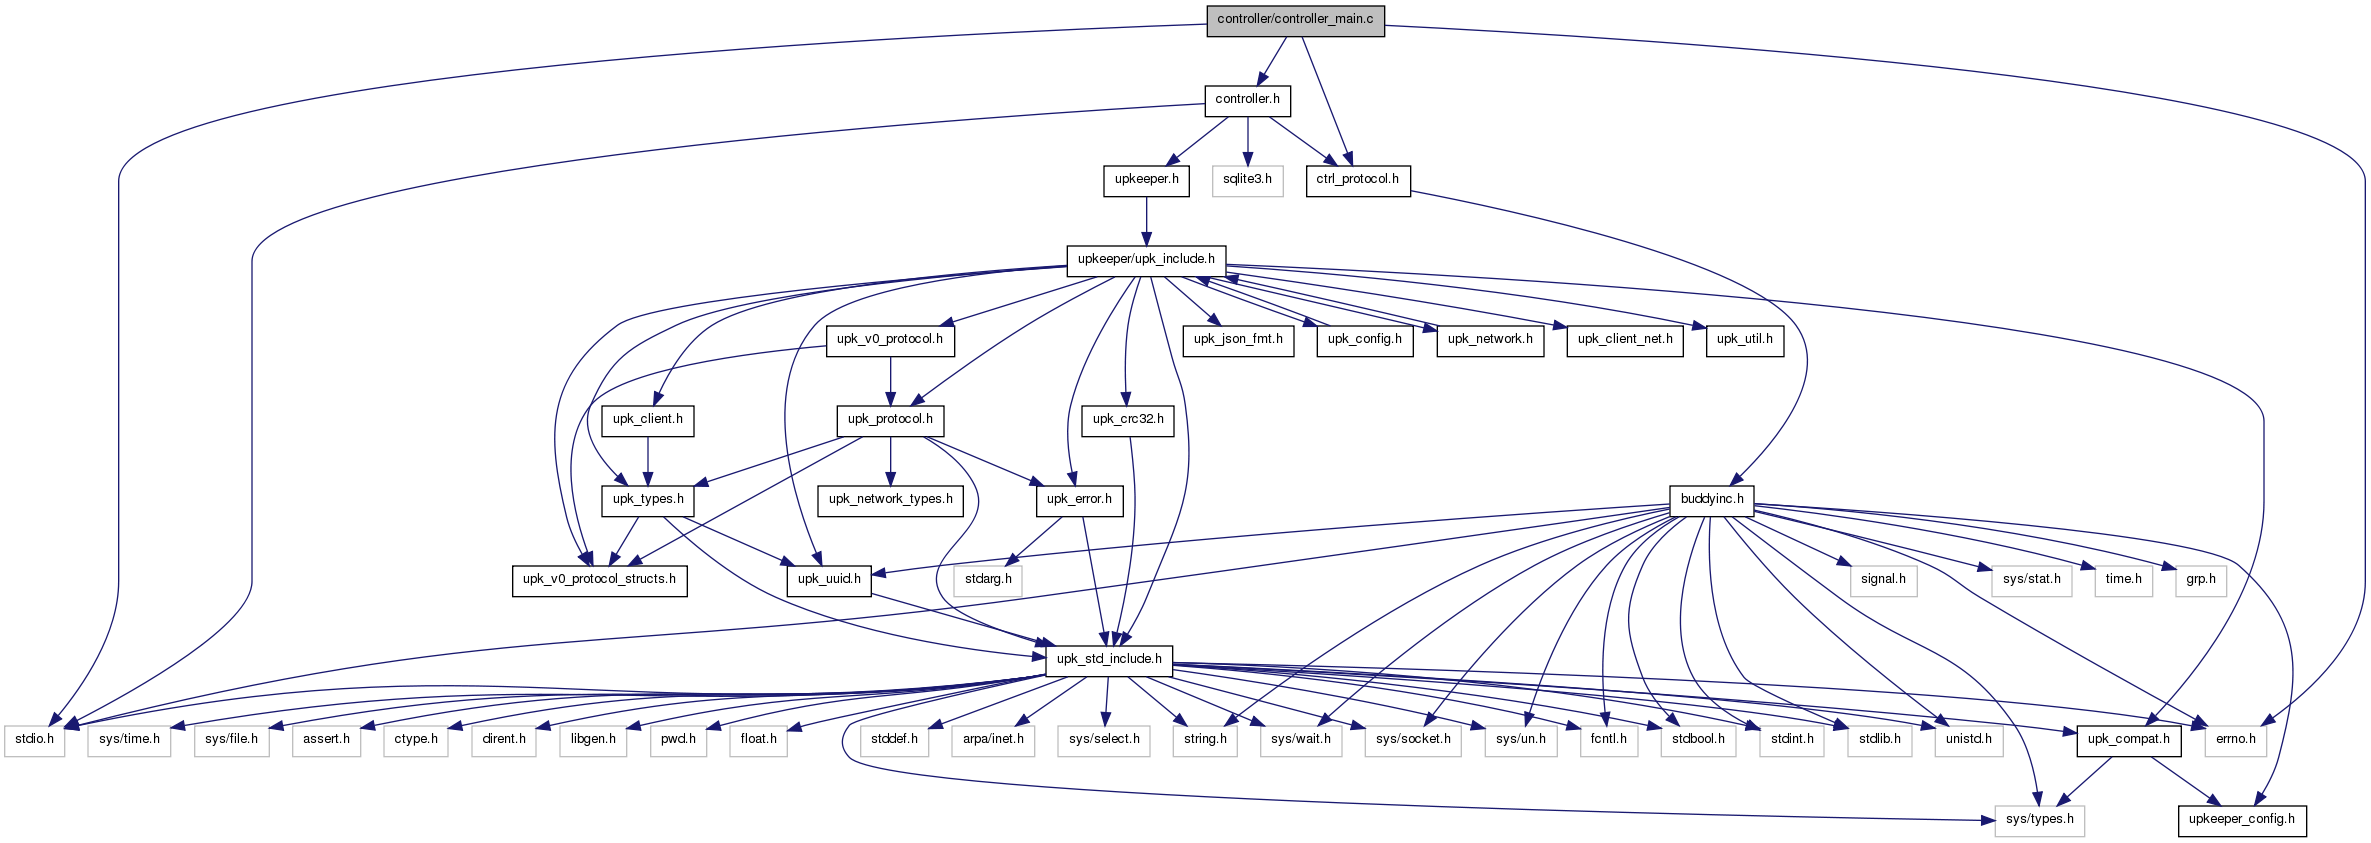 controller/controller_main.c
controller.h
upkeeper.h
sqlite3.h
ctrl_protocol.h
upkeeper/upk_include.h
upk_v0_protocol.h
upk_json_fmt.h
upk_config.h
upk_network.h
upk_client_net.h
upk_util.h
upk_client.h
upk_protocol.h
upk_crc32.h
upk_types.h
upk_network_types.h
upk_error.h
buddyinc.h
upk_v0_protocol_structs.h
upk_uuid.h
stdarg.h
signal.h
sys/stat.h
time.h
grp.h
upk_std_include.h
stdio.h
sys/time.h
sys/file.h
assert.h
ctype.h
dirent.h
libgen.h
pwd.h
float.h
stddef.h
arpa/inet.h
sys/select.h
string.h
sys/wait.h
sys/socket.h
sys/un.h
fcntl.h
stdbool.h
stdint.h
stdlib.h
unistd.h
upk_compat.h
errno.h
sys/types.h
upkeeper_config.h